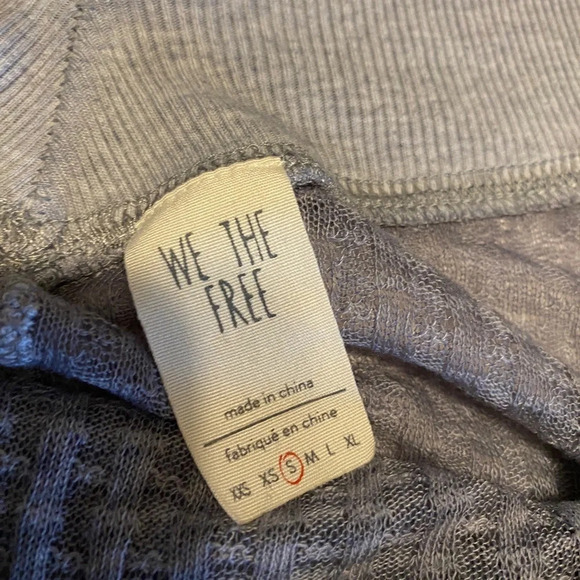 WE THE
FREE
made in china
fabriqué en chine
XXS XS S M L XL